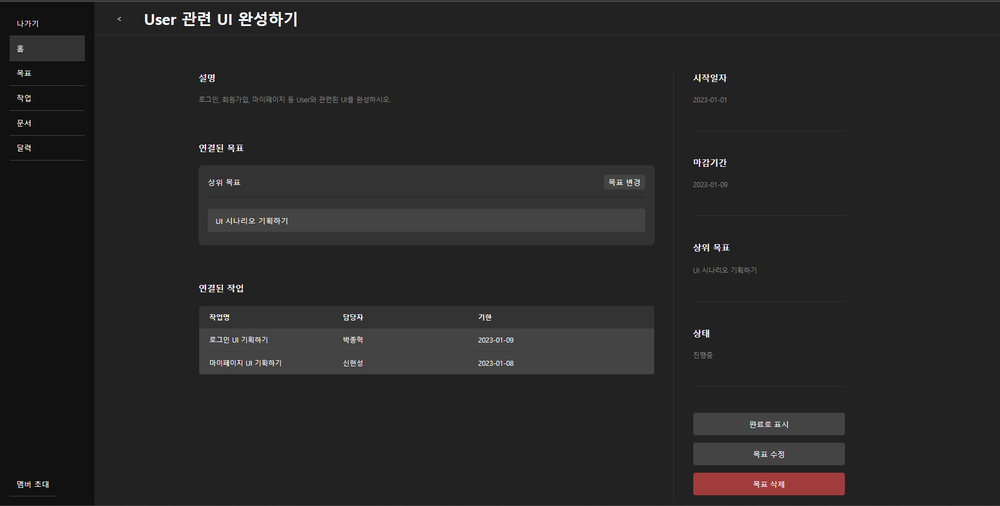 나가기
홈
목표
작업
문서
달력
멤버 초대
< User 관련 UI 완성하기
설명
로그인, 회원가입, 마이페이지 등 User와 관련된 UI를 완성하시오.
연결된 목표
상위 목표 목표 변경
UI 시나리오 기획하기
연결된 작업
작업명 담당자 기한
로그인 UI 기획하기 박종혁 2023-01-09
마이페이지 UI 기획하기 신현성 2023-01-08
시작일자
2023-01-01
마감기간
2023-01-09
상위 목표
UI 시나리오 기획하기
상태
진행중
완료로 표시
목표 수정
목표 삭제